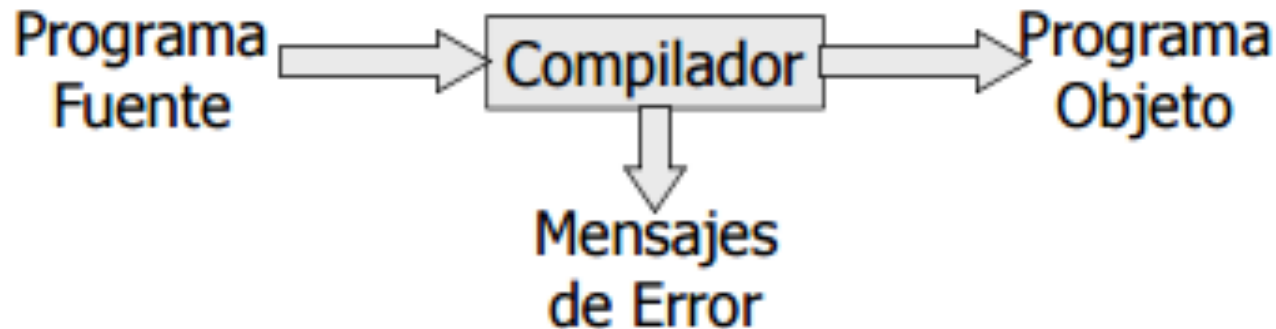 Programa
Fuente
Compilador
Programa
Objeto
Mensajes
de Error